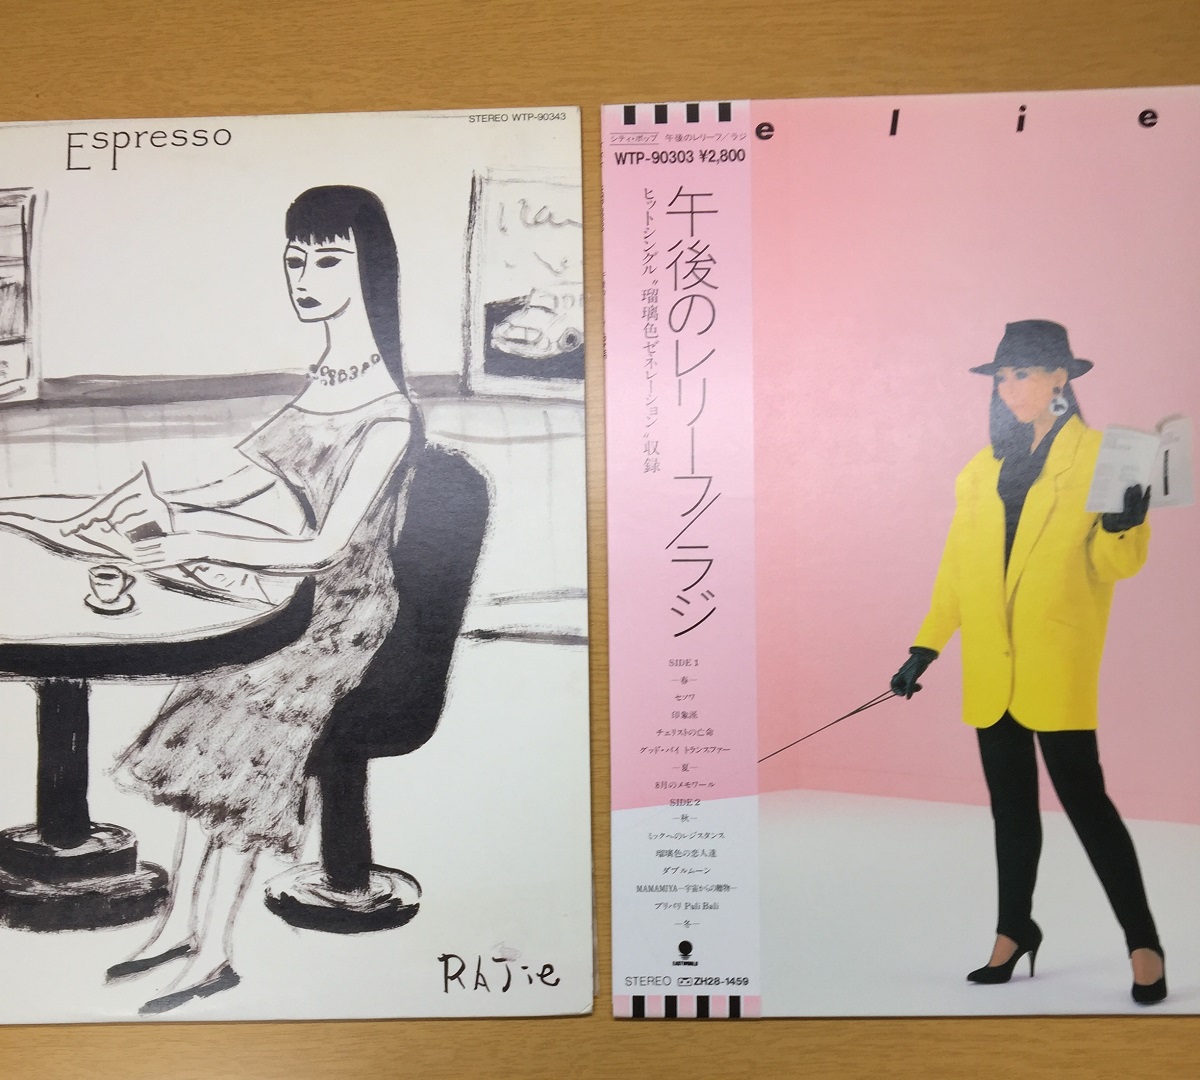 Espresso
STEREO WTP-90343
RAJie
e l i e
シティ・ポップ 午後のレリーフ/ラジ
WTP-90303 ¥2,800
午後のレリーフ/ラジ
ヒットシングル“瑠璃色ゼネレーション”収録
SIDE 1
—春—
セゾワ
印象派
チェリストの亡命
グッド・バイ トランスファー
—夏—
8月のメモワール
SIDE 2
—秋—
ミックへのレジスタンス
瑠璃色の恋人達
ダブルムーン
MAMAMIYA—宇宙からの贈物—
プリバリ Puli Bali
—冬—
EASTWORLD
STEREO ZH28-1459